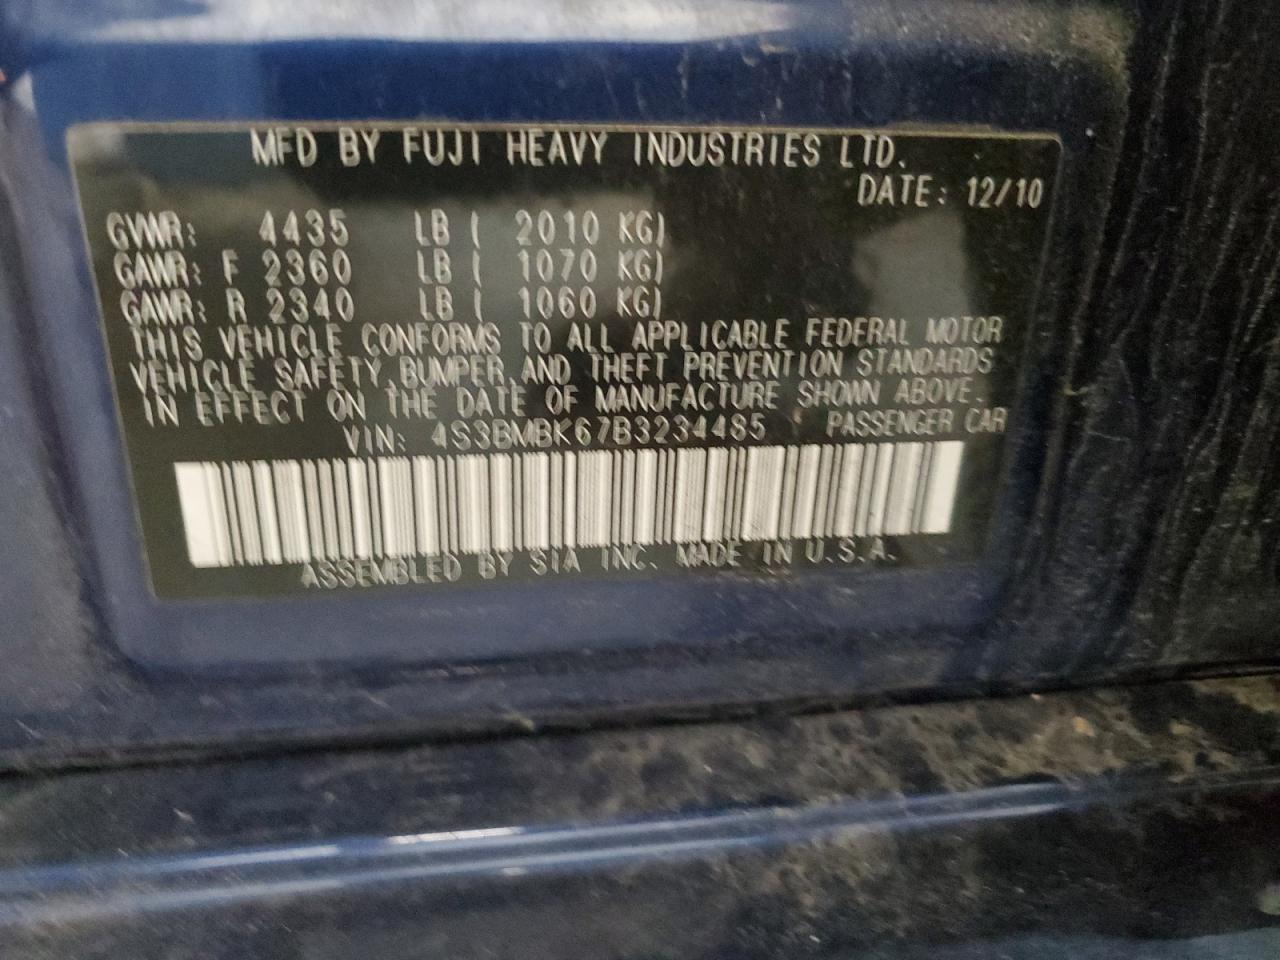 MFD BY FUJI HEAVY INDUSTRIES LTD.
DATE: 12/10
GVWR: 4435 LB ( 2010 KG)
GAWR: F 2360 LB ( 1070 KG)
GAWR: R 2340 LB ( 1060 KG)
THIS VEHICLE CONFORMS TO ALL APPLICABLE FEDERAL MOTOR
VEHICLE SAFETY, BUMPER, AND THEFT PREVENTION STANDARDS
IN EFFECT ON THE DATE OF MANUFACTURE SHOWN ABOVE.
VIN: 4S3BMBK67B3234485 PASSENGER CAR
ASSEMBLED BY SIA INC. MADE IN U.S.A.